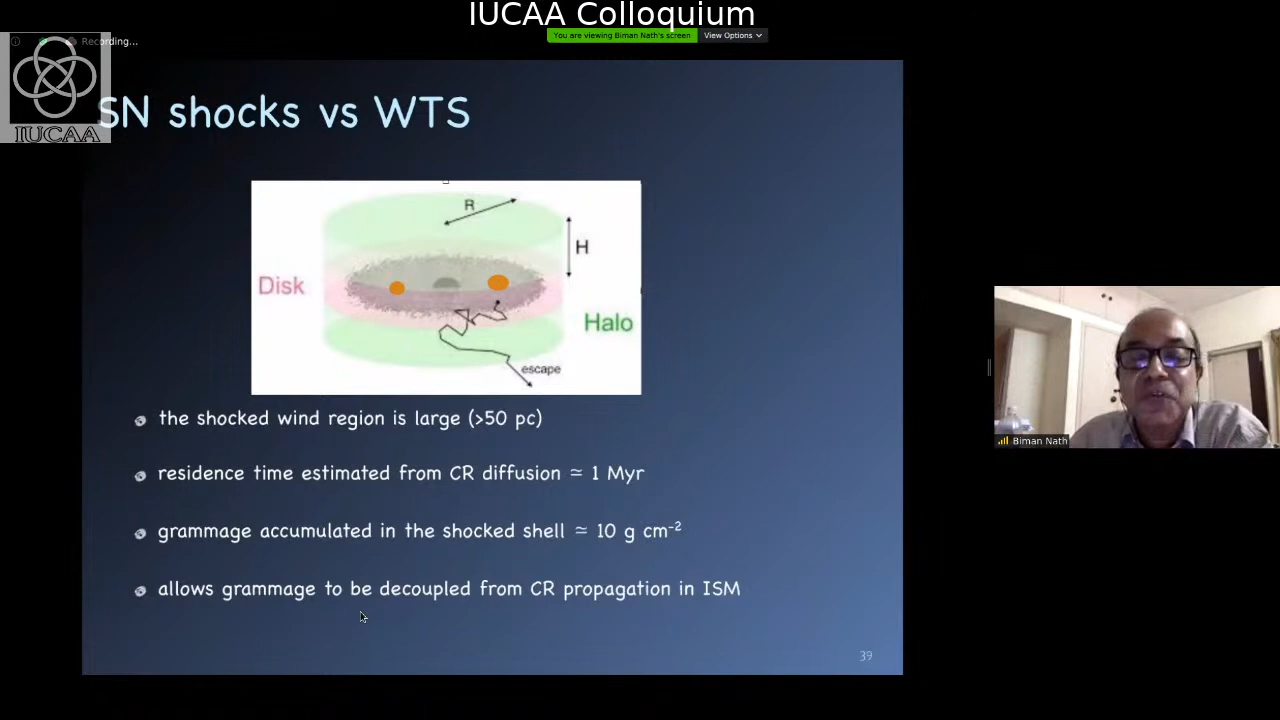 IUCAA Colloquium
You are viewing Biman Nath's screen
View Options
Recording...
IUCAA
SN shocks vs WTS
R
H
Disk
Halo
escape
the shocked wind region is large (>50 pc)
residence time estimated from CR diffusion ≃ 1 Myr
grammage accumulated in the shocked shell ≃ 10 g cm⁻²
allows grammage to be decoupled from CR propagation in ISM
39
Biman Nath